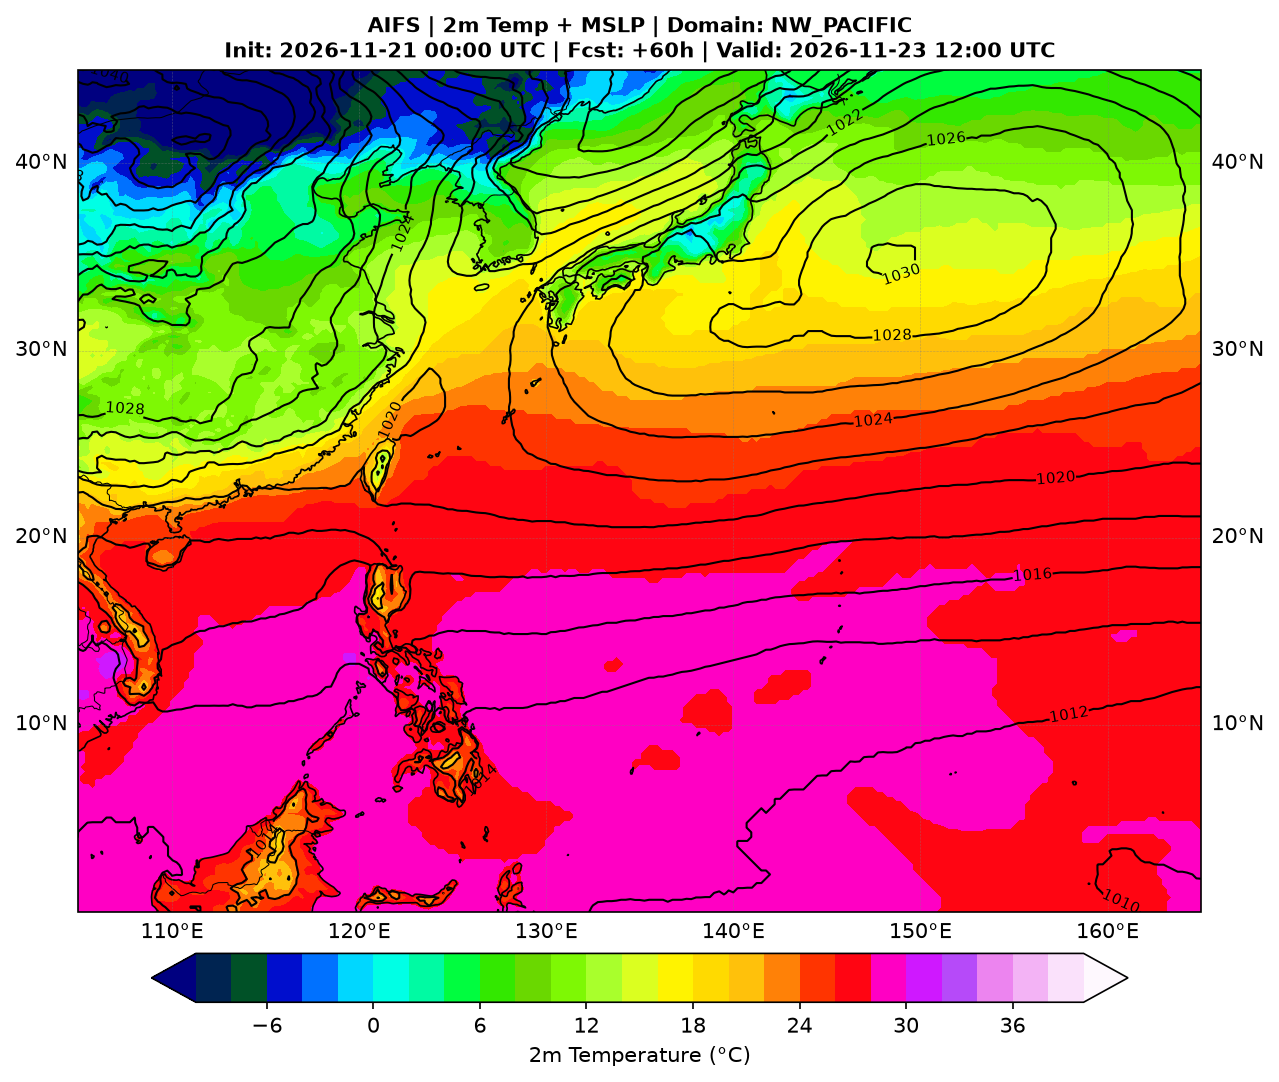 AIFS | 2m Temp + MSLP | Domain: NW_PACIFIC
Init: 2026-11-21 00:00 UTC | Fcst: +60h | Valid: 2026-11-23 12:00 UTC
1040
1022
1026
40°N
40°N
1024
1030
1028
30°N
30°N
1028
1020
1024
1020
20°N
20°N
1016
1012
10°N
10°N
1014
1010
110°E
120°E
130°E
140°E
150°E
160°E
−6
0
6
12
18
24
30
36
2m Temperature (°C)